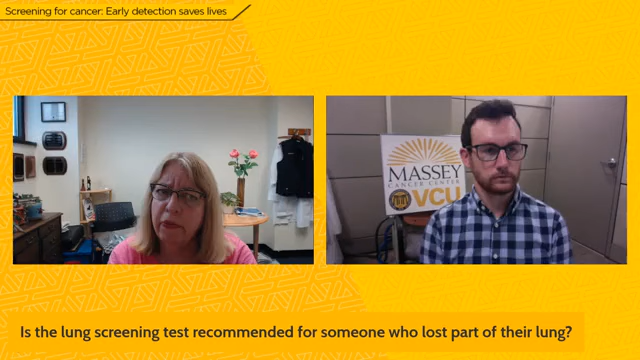 Screening for cancer: Early detection saves lives
MASSEY
CANCER CENTER
VCU
Is the lung screening test recommended for someone who lost part of their lung?